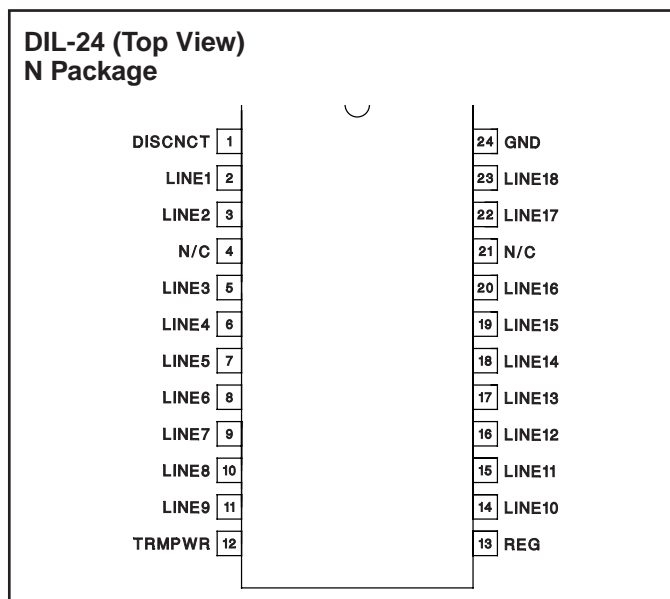 DIL-24 (Top View)
N Package
DISCNCT 1 24 GND
LINE1 2 23 LINE18
LINE2 3 22 LINE17
N/C 4 21 N/C
LINE3 5 20 LINE16
LINE4 6 19 LINE15
LINE5 7 18 LINE14
LINE6 8 17 LINE13
LINE7 9 16 LINE12
LINE8 10 15 LINE11
LINE9 11 14 LINE10
TRMPWR 12 13 REG